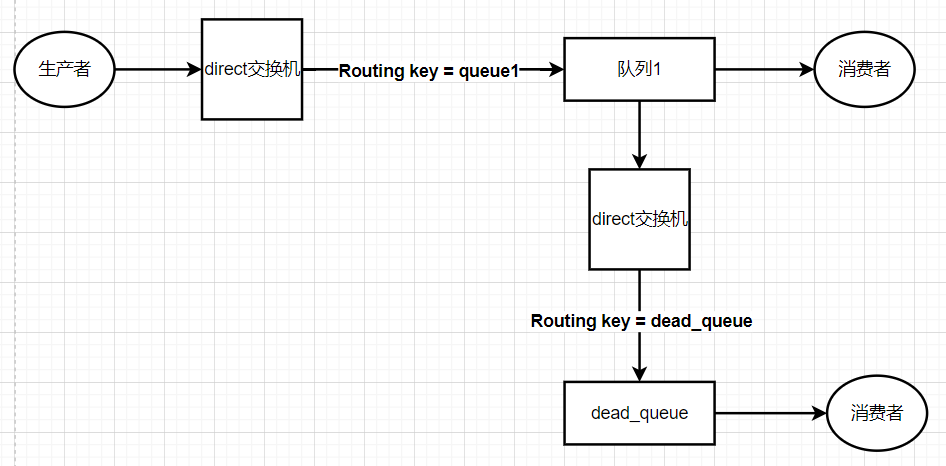 生产者
direct交换机
Routing key = queue1
队列1
消费者
direct交换机
Routing key = dead_queue
dead_queue
消费者